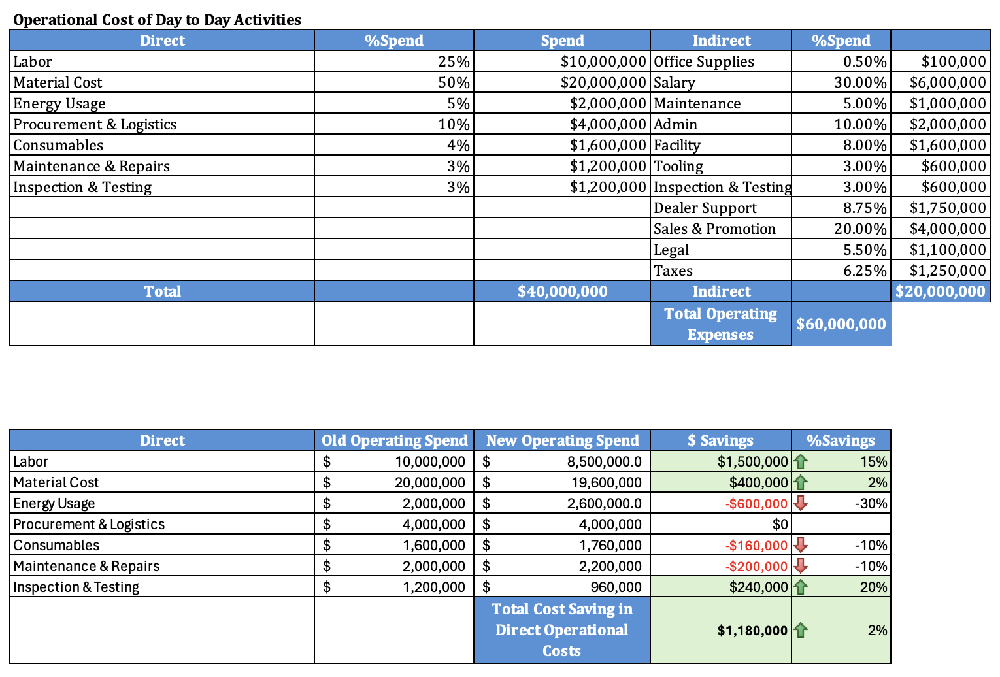 Operational Cost of Day to Day Activities
Direct %Spend Spend Indirect %Spend
Labor 25% $10,000,000 Office Supplies 0.50% $100,000
Material Cost 50% $20,000,000 Salary 30.00% $6,000,000
Energy Usage 5% $2,000,000 Maintenance 5.00% $1,000,000
Procurement & Logistics 10% $4,000,000 Admin 10.00% $2,000,000
Consumables 4% $1,600,000 Facility 8.00% $1,600,000
Maintenance & Repairs 3% $1,200,000 Tooling 3.00% $600,000
Inspection & Testing 3% $1,200,000 Inspection & Testing 3.00% $600,000
Dealer Support 8.75% $1,750,000
Sales & Promotion 20.00% $4,000,000
Legal 5.50% $1,100,000
Taxes 6.25% $1,250,000
Total $40,000,000 Indirect $20,000,000
Total Operating
Expenses $60,000,000
Direct Old Operating Spend New Operating Spend $ Savings %Savings
Labor $ 10,000,000 $ 8,500,000.0 $1,500,000 15%
Material Cost $ 20,000,000 $ 19,600,000 $400,000 2%
Energy Usage $ 2,000,000 $ 2,600,000.0 -$600,000 -30%
Procurement & Logistics $ 4,000,000 $ 4,000,000 $0
Consumables $ 1,600,000 $ 1,760,000 -$160,000 -10%
Maintenance & Repairs $ 2,000,000 $ 2,200,000 -$200,000 -10%
Inspection & Testing $ 1,200,000 $ 960,000 $240,000 20%
Total Cost Saving in
Direct Operational
Costs $1,180,000 2%